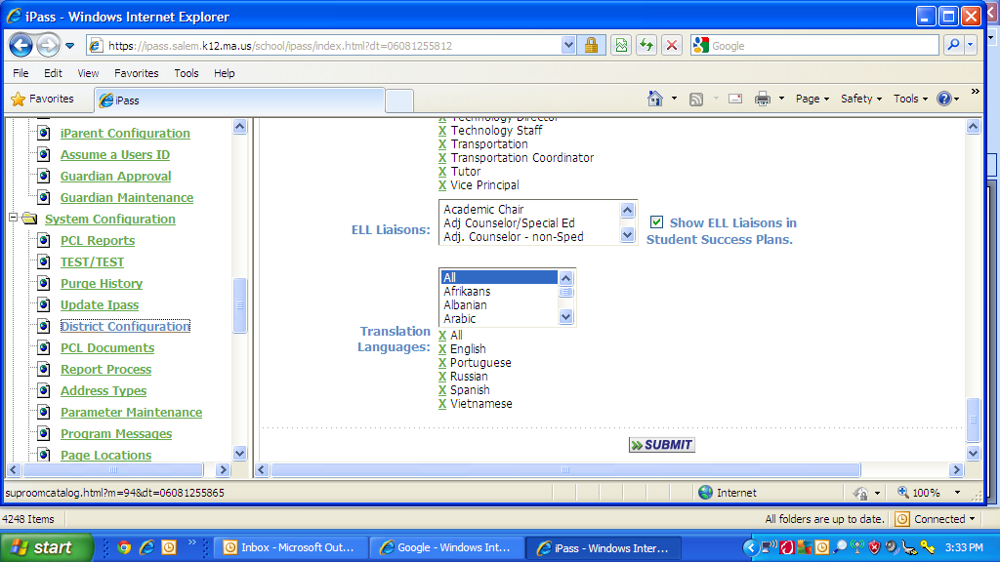 iPass - Windows Internet Explorer
https://ipass.salem.k12.ma.us/school/ipass/index.html?dt=06081255812
Google
File Edit View Favorites Tools Help
Favorites
iPass
Page Safety Tools
iParent Configuration
Assume a Users ID
Guardian Approval
Guardian Maintenance
System Configuration
PCL Reports
TEST/TEST
Purge History
Update Ipass
District Configuration
PCL Documents
Report Process
Address Types
Parameter Maintenance
Program Messages
Page Locations
X Technology Director
X Technology Staff
X Transportation
X Transportation Coordinator
X Tutor
X Vice Principal
ELL Liaisons:
Academic Chair
Adj Counselor/Special Ed
Adj. Counselor - non-Sped
Show ELL Liaisons in
Student Success Plans.
Translation
Languages:
All
Afrikaans
Albanian
Arabic
X All
X English
X Portuguese
X Russian
X Spanish
X Vietnamese
SUBMIT
suproomcatalog.html?m=94&dt=06081255865
Internet
100%
4248 Items
All folders are up to date.
Connected
start
Inbox - Microsoft Out...
Google - Windows Int...
iPass - Windows Inter...
3:33 PM